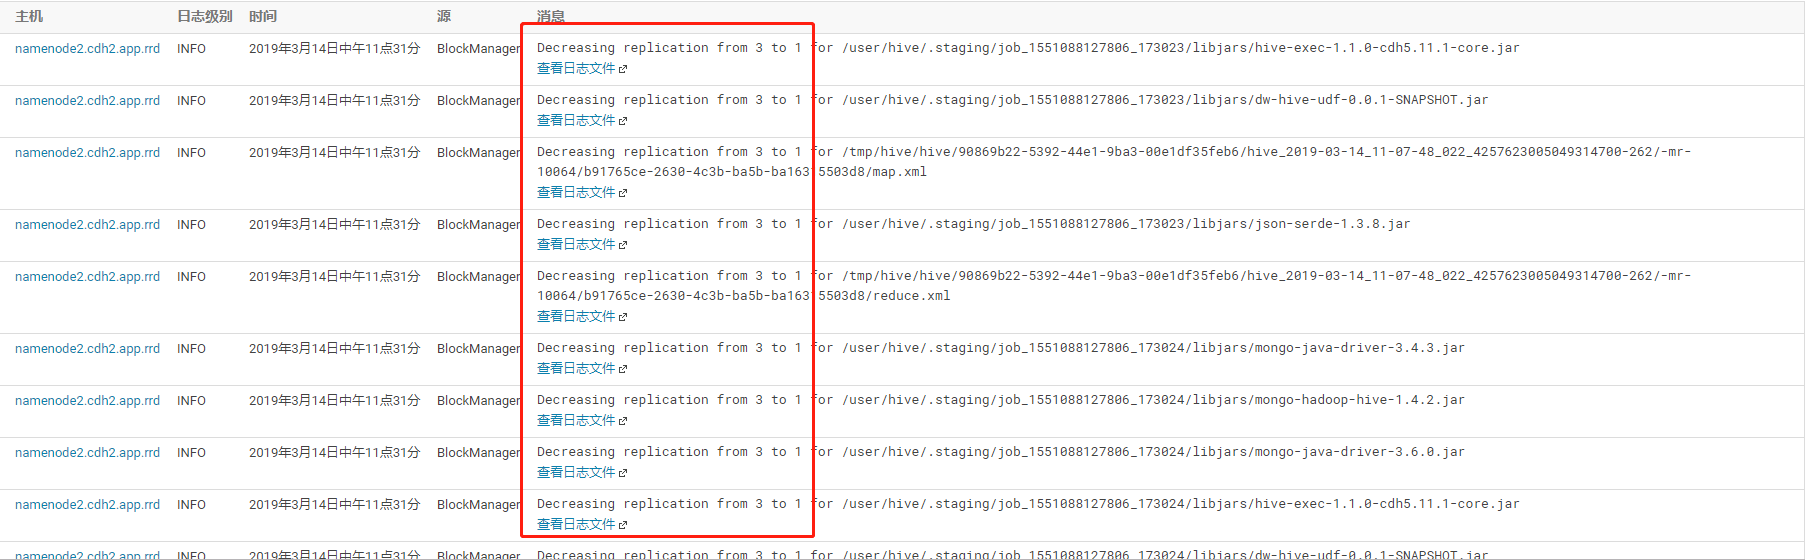 主机 日志级别 时间 源 消息
namenode2.cdh2.app.rrd INFO 2019年3月14日中午11点31分 BlockManager Decreasing replication from 3 to 1 for /user/hive/.staging/job_1551088127806_173023/libjars/hive-exec-1.1.0-cdh5.11.1-core.jar
查看日志文件
namenode2.cdh2.app.rrd INFO 2019年3月14日中午11点31分 BlockManager Decreasing replication from 3 to 1 for /user/hive/.staging/job_1551088127806_173023/libjars/dw-hive-udf-0.0.1-SNAPSHOT.jar
查看日志文件
namenode2.cdh2.app.rrd INFO 2019年3月14日中午11点31分 BlockManager Decreasing replication from 3 to 1 for /tmp/hive/hive/90869b22-5392-44e1-9ba3-00e1df35feb6/hive_2019-03-14_11-07-48_022_4257623005049314700-262/-mr-
10064/b91765ce-2630-4c3b-ba5b-ba16375503d8/map.xml
查看日志文件
namenode2.cdh2.app.rrd INFO 2019年3月14日中午11点31分 BlockManager Decreasing replication from 3 to 1 for /user/hive/.staging/job_1551088127806_173023/libjars/json-serde-1.3.8.jar
查看日志文件
namenode2.cdh2.app.rrd INFO 2019年3月14日中午11点31分 BlockManager Decreasing replication from 3 to 1 for /tmp/hive/hive/90869b22-5392-44e1-9ba3-00e1df35feb6/hive_2019-03-14_11-07-48_022_4257623005049314700-262/-mr-
10064/b91765ce-2630-4c3b-ba5b-ba16375503d8/reduce.xml
查看日志文件
namenode2.cdh2.app.rrd INFO 2019年3月14日中午11点31分 BlockManager Decreasing replication from 3 to 1 for /user/hive/.staging/job_1551088127806_173024/libjars/mongo-java-driver-3.4.3.jar
查看日志文件
namenode2.cdh2.app.rrd INFO 2019年3月14日中午11点31分 BlockManager Decreasing replication from 3 to 1 for /user/hive/.staging/job_1551088127806_173024/libjars/mongo-hadoop-hive-1.4.2.jar
查看日志文件
namenode2.cdh2.app.rrd INFO 2019年3月14日中午11点31分 BlockManager Decreasing replication from 3 to 1 for /user/hive/.staging/job_1551088127806_173024/libjars/mongo-java-driver-3.6.0.jar
查看日志文件
namenode2.cdh2.app.rrd INFO 2019年3月14日中午11点31分 BlockManager Decreasing replication from 3 to 1 for /user/hive/.staging/job_1551088127806_173024/libjars/hive-exec-1.1.0-cdh5.11.1-core.jar
查看日志文件
namenode2.cdh2.app.rrd INFO 2019年3月14日中午11点31分 BlockManager Decreasing replication from 3 to 1 for /user/hive/.staging/job_1551088127806_173024/libjars/dw-hive-udf-0.0.1-SNAPSHOT.jar